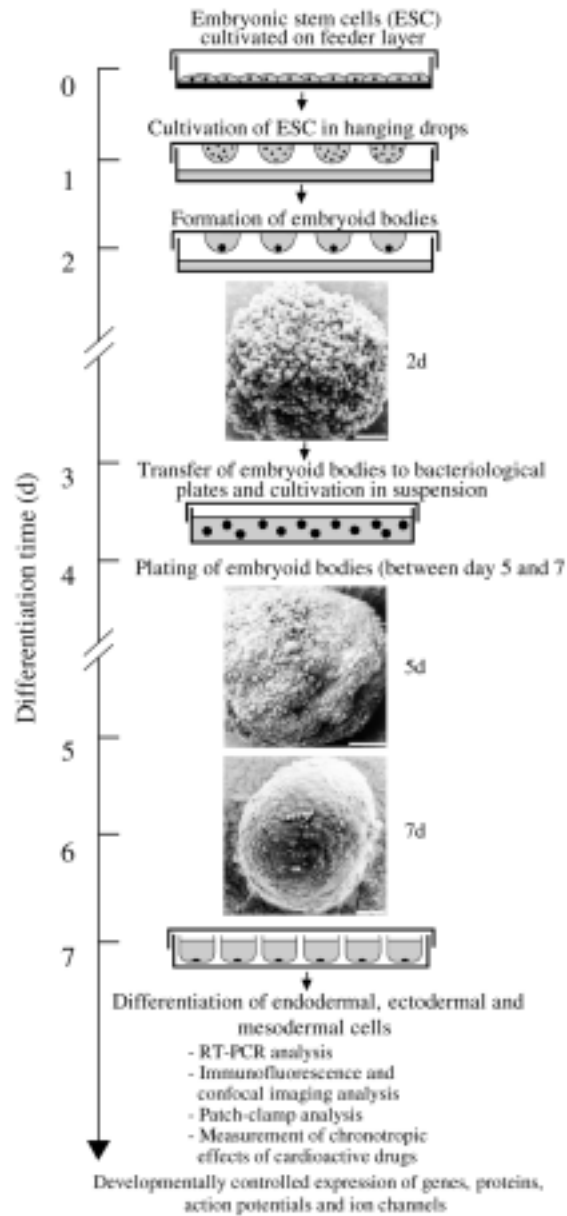 Embryonic stem cells (ESC)
cultivated on feeder layer
0
Cultivation of ESC in hanging drops
1
Formation of embryoid bodies
2
2d
3
Transfer of embryoid bodies to bacteriological
plates and cultivation in suspension
4
Plating of embryoid bodies (between day 5 and 7
Differentiation time (d)
5d
5
7d
6
7
Differentiation of endodermal, ectodermal and
mesodermal cells
- RT-PCR analysis
- Immunofluorescence and
confocal imaging analysis
- Patch-clamp analysis
- Measurement of chronotropic
effects of cardioactive drugs
Developmentally controlled expression of genes, proteins,
action potentials and ion channels